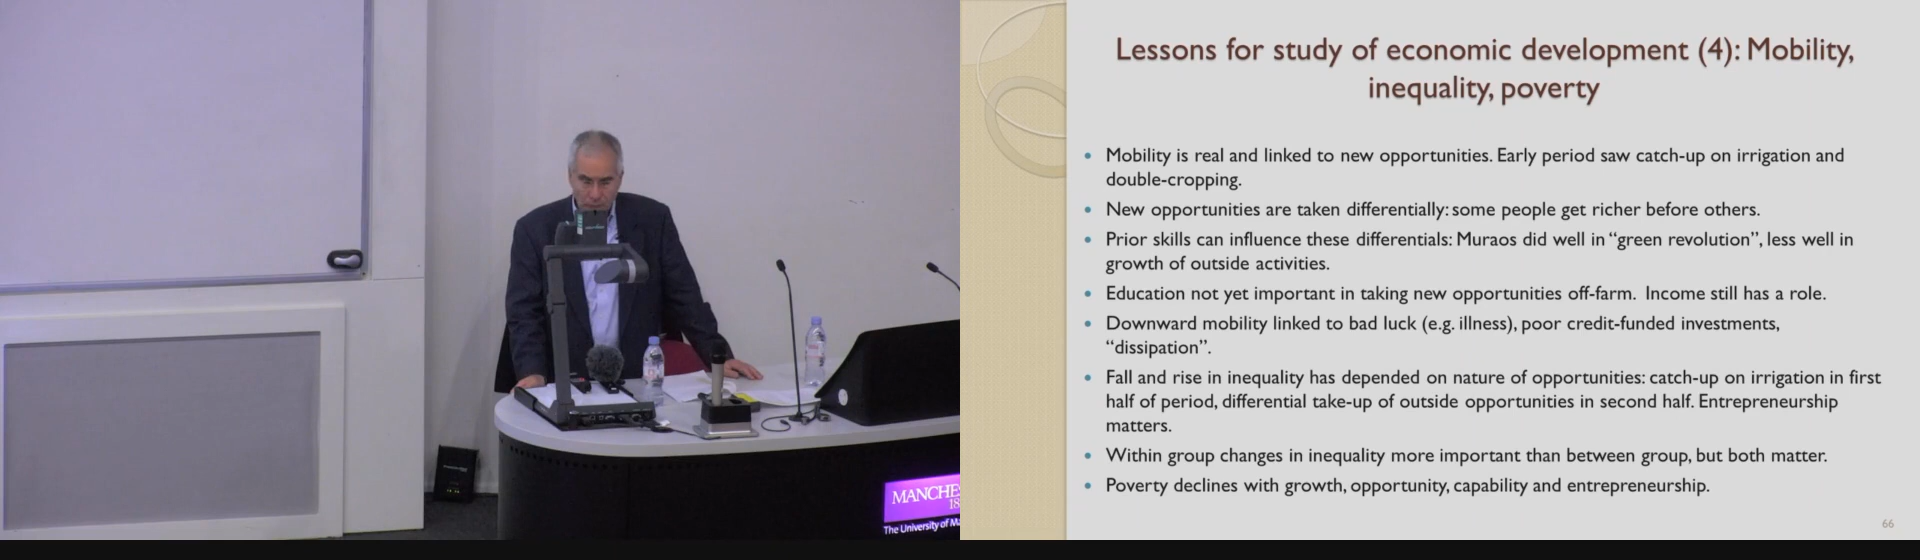 Lessons for study of economic development (4): Mobility,
inequality, poverty
Mobility is real and linked to new opportunities. Early period saw catch-up on irrigation and
double-cropping.
New opportunities are taken differentially: some people get richer before others.
Prior skills can influence these differentials: Muraos did well in “green revolution”, less well in
growth of outside activities.
Education not yet important in taking new opportunities off-farm.  Income still has a role.
Downward mobility linked to bad luck (e.g. illness), poor credit-funded investments,
“dissipation”.
Fall and rise in inequality has depended on nature of opportunities: catch-up on irrigation in first
half of period, differential take-up of outside opportunities in second half. Entrepreneurship
matters.
Within group changes in inequality more important than between group, but both matter.
Poverty declines with growth, opportunity, capability and entrepreneurship.
66
MANCHE
18
The University of Ma